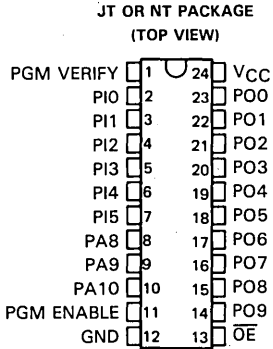 JT OR NT PACKAGE
(TOP VIEW)
PGM VERIFY 1 24 VCC
PI0 2 23 PO0
PI1 3 22 PO1
PI2 4 21 PO2
PI3 5 20 PO3
PI4 6 19 PO4
PI5 7 18 PO5
PA8 8 17 PO6
PA9 9 16 PO7
PA10 10 15 PO8
PGM ENABLE 11 14 PO9
GND 12 13 O̅E̅